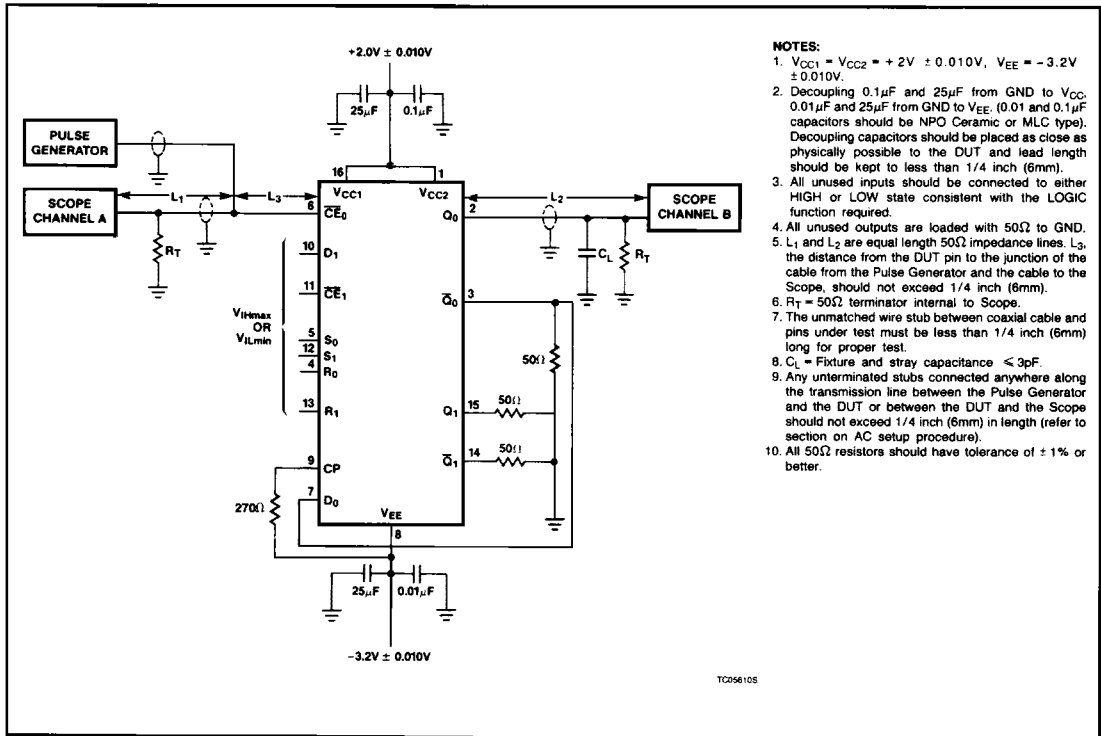 +2.0V ± 0.010V
25μF
0.1μF
PULSE
GENERATOR
SCOPE
CHANNEL A
L1
L3
RT
16
1
VCC1
VCC2
6
CE0
10
D1
11
CE1
VIHmax
OR
VILmin
5
S0
12
S1
4
R0
13
R1
9
CP
7
D0
270Ω
VEE
8
Q0
2
L2
SCOPE
CHANNEL B
CL
RT
Q0
3
50Ω
Q1
15
50Ω
Q1
14
50Ω
25μF
0.01μF
−3.2V ± 0.010V
NOTES:
1. VCC1 = VCC2 = + 2V ± 0.010V, VEE = − 3.2V
± 0.010V.
2. Decoupling 0.1μF and 25μF from GND to VCC,
0.01μF and 25μF from GND to VEE. (0.01 and 0.1μF
capacitors should be NPO Ceramic or MLC type).
Decoupling capacitors should be placed as close as
physically possible to the DUT and lead length
should be kept to less than 1/4 inch (6mm).
3. All unused inputs should be connected to either
HIGH or LOW state consistent with the LOGIC
function required.
4. All unused outputs are loaded with 50Ω to GND.
5. L1 and L2 are equal length 50Ω impedance lines. L3,
the distance from the DUT pin to the junction of the
cable from the Pulse Generator and the cable to the
Scope, should not exceed 1/4 inch (6mm).
6. RT = 50Ω terminator internal to Scope.
7. The unmatched wire stub between coaxial cable and
pins under test must be less than 1/4 inch (6mm)
long for proper test.
8. CL = Fixture and stray capacitance ≤ 3pF.
9. Any unterminated stubs connected anywhere along
the transmission line between the Pulse Generator
and the DUT or between the DUT and the Scope
should not exceed 1/4 inch (6mm) in length (refer to
section on AC setup procedure).
10. All 50Ω resistors should have tolerance of ± 1% or
better.
TC05610S